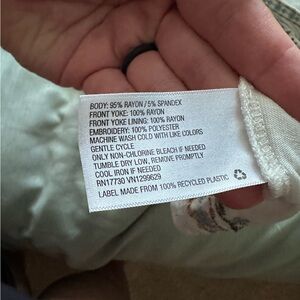 BODY: 95% RAYON / 5% SPANDEX
FRONT YOKE: 100% RAYON
FRONT YOKE LINING: 100% RAYON
EMBROIDERY: 100% POLYESTER
MACHINE WASH COLD WITH LIKE COLORS
GENTLE CYCLE
ONLY NON-CHLORINE BLEACH IF NEEDED
TUMBLE DRY LOW, REMOVE PROMPTLY
COOL IRON IF NEEDED
RN17730 VN1299629
LABEL MADE FROM 100% RECYCLED PLASTIC